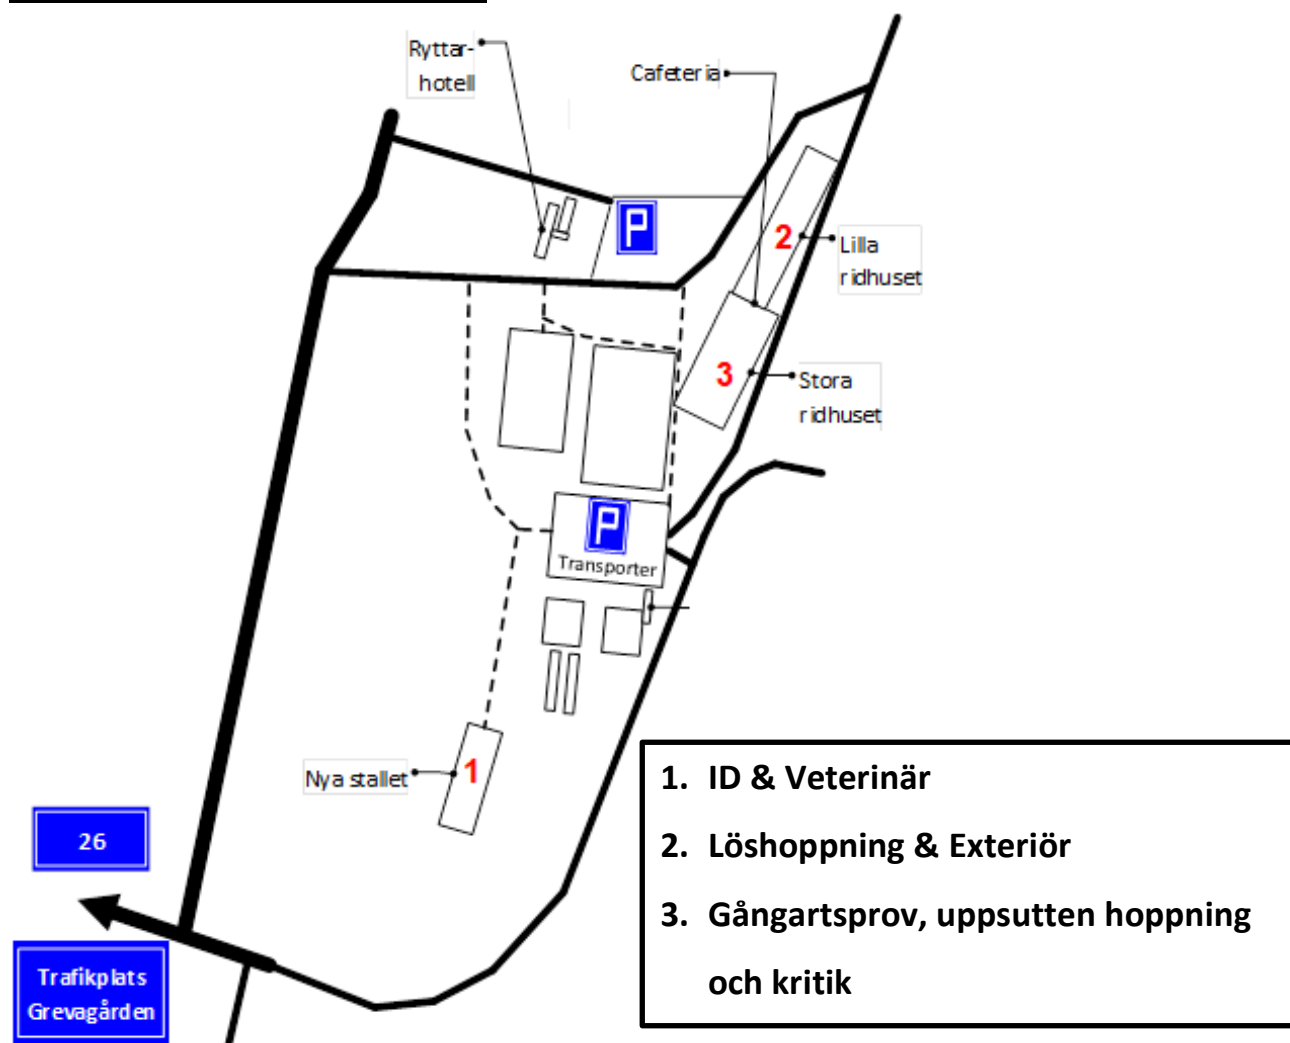 Ryttar-
hotell
Cafeteria
P
2
Lilla
ridhuset
3
Stora
ridhuset
P
Transporter
Nya stallet
1
26
Trafikplats
Grevagården
1. ID & Veterinär
2. Löshoppning & Exteriör
3. Gångartsprov, uppsutten hoppning
och kritik